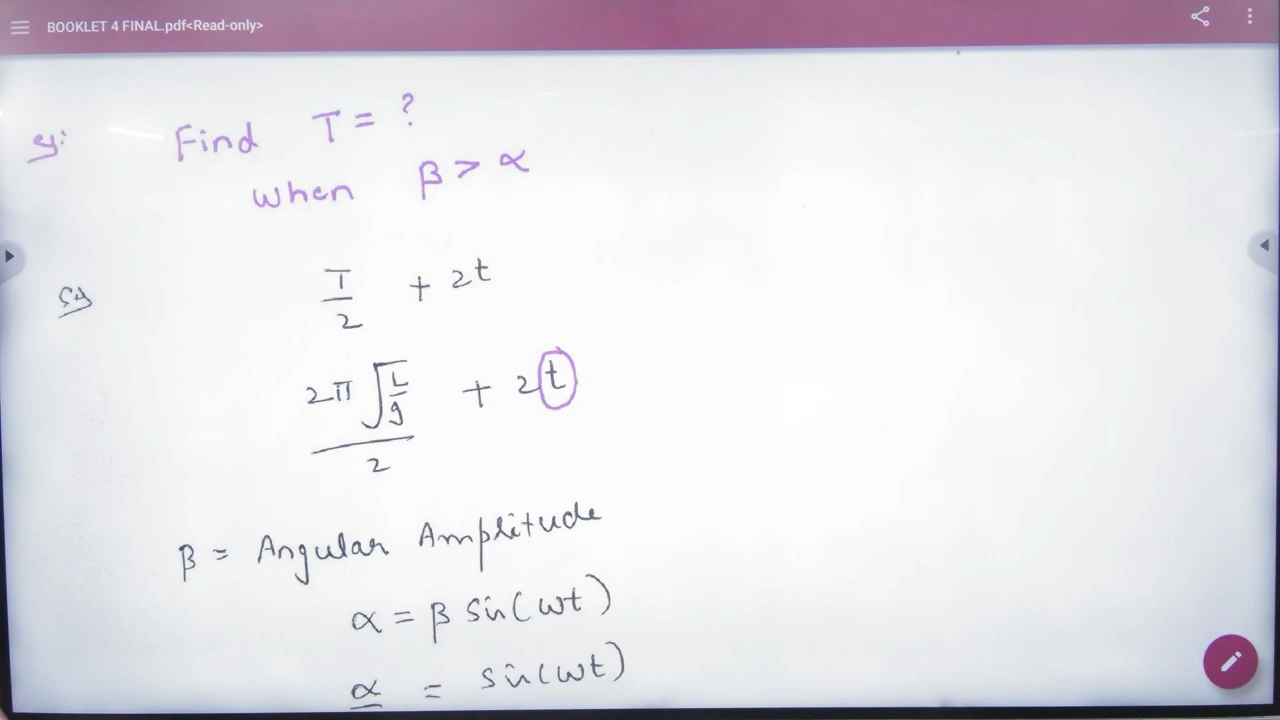 BOOKLET 4 FINAL.pdf<Read-only>
Find T = ?
When β > α
T/2 + 2t
2π√(L/g)/2 + 2t
β = Angular Amplitude
α = β sin(ωt)
α = sin(ωt)